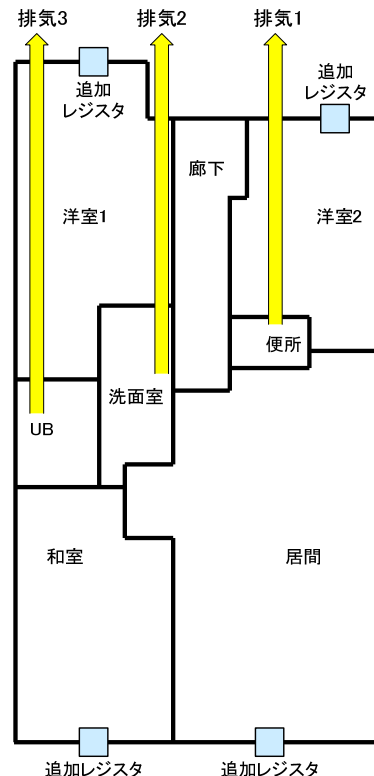 排気3
排気2
排気1
追加
レジスタ
追加
レジスタ
廊下
洋室1
洋室2
便所
洗面室
UB
和室
居間
追加レジスタ
追加レジスタ